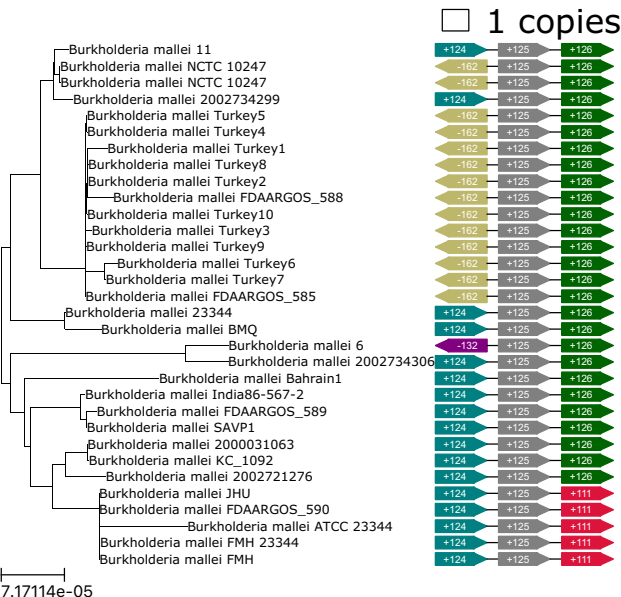 1 copies
Burkholderia mallei 11 +124 +125 +126
Burkholderia mallei NCTC 10247 -162 +125 +126
Burkholderia mallei NCTC 10247 -162 +125 +126
Burkholderia mallei 2002734299 +124 +125 +126
Burkholderia mallei Turkey5 -162 +125 +126
Burkholderia mallei Turkey4 -162 +125 +126
Burkholderia mallei Turkey1 -162 +125 +126
Burkholderia mallei Turkey8 -162 +125 +126
Burkholderia mallei Turkey2 -162 +125 +126
Burkholderia mallei FDAARGOS_588 -162 +125 +126
Burkholderia mallei Turkey10 -162 +125 +126
Burkholderia mallei Turkey3 -162 +125 +126
Burkholderia mallei Turkey9 -162 +125 +126
Burkholderia mallei Turkey6 -162 +125 +126
Burkholderia mallei Turkey7 -162 +125 +126
Burkholderia mallei FDAARGOS_585 -162 +125 +126
Burkholderia mallei 23344 +124 +125 +126
Burkholderia mallei BMQ +124 +125 +126
Burkholderia mallei 6 -132 +125 +126
Burkholderia mallei 2002734306 +124 +125 +126
Burkholderia mallei Bahrain1 +124 +125 +126
Burkholderia mallei India86-567-2 +124 +125 +126
Burkholderia mallei FDAARGOS_589 +124 +125 +126
Burkholderia mallei SAVP1 +124 +125 +126
Burkholderia mallei 2000031063 +124 +125 +126
Burkholderia mallei KC_1092 +124 +125 +126
Burkholderia mallei 2002721276 +124 +125 +126
Burkholderia mallei JHU +124 +125 +111
Burkholderia mallei FDAARGOS_590 +124 +125 +111
Burkholderia mallei ATCC 23344 +124 +125 +111
Burkholderia mallei FMH 23344 +124 +125 +111
Burkholderia mallei FMH +124 +125 +111
7.17114e-05